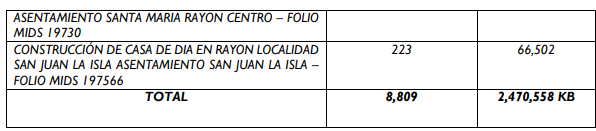 ASENTAMIENTO SANTA MARIA RAYON CENTRO – FOLIO
MIDS 19730
CONSTRUCCIÓN DE CASA DE DIA EN RAYON LOCALIDAD 223 66,502
SAN JUAN LA ISLA ASENTAMIENTO SAN JUAN LA ISLA –
FOLIO MIDS 197566
TOTAL 8,809 2,470,558 KB